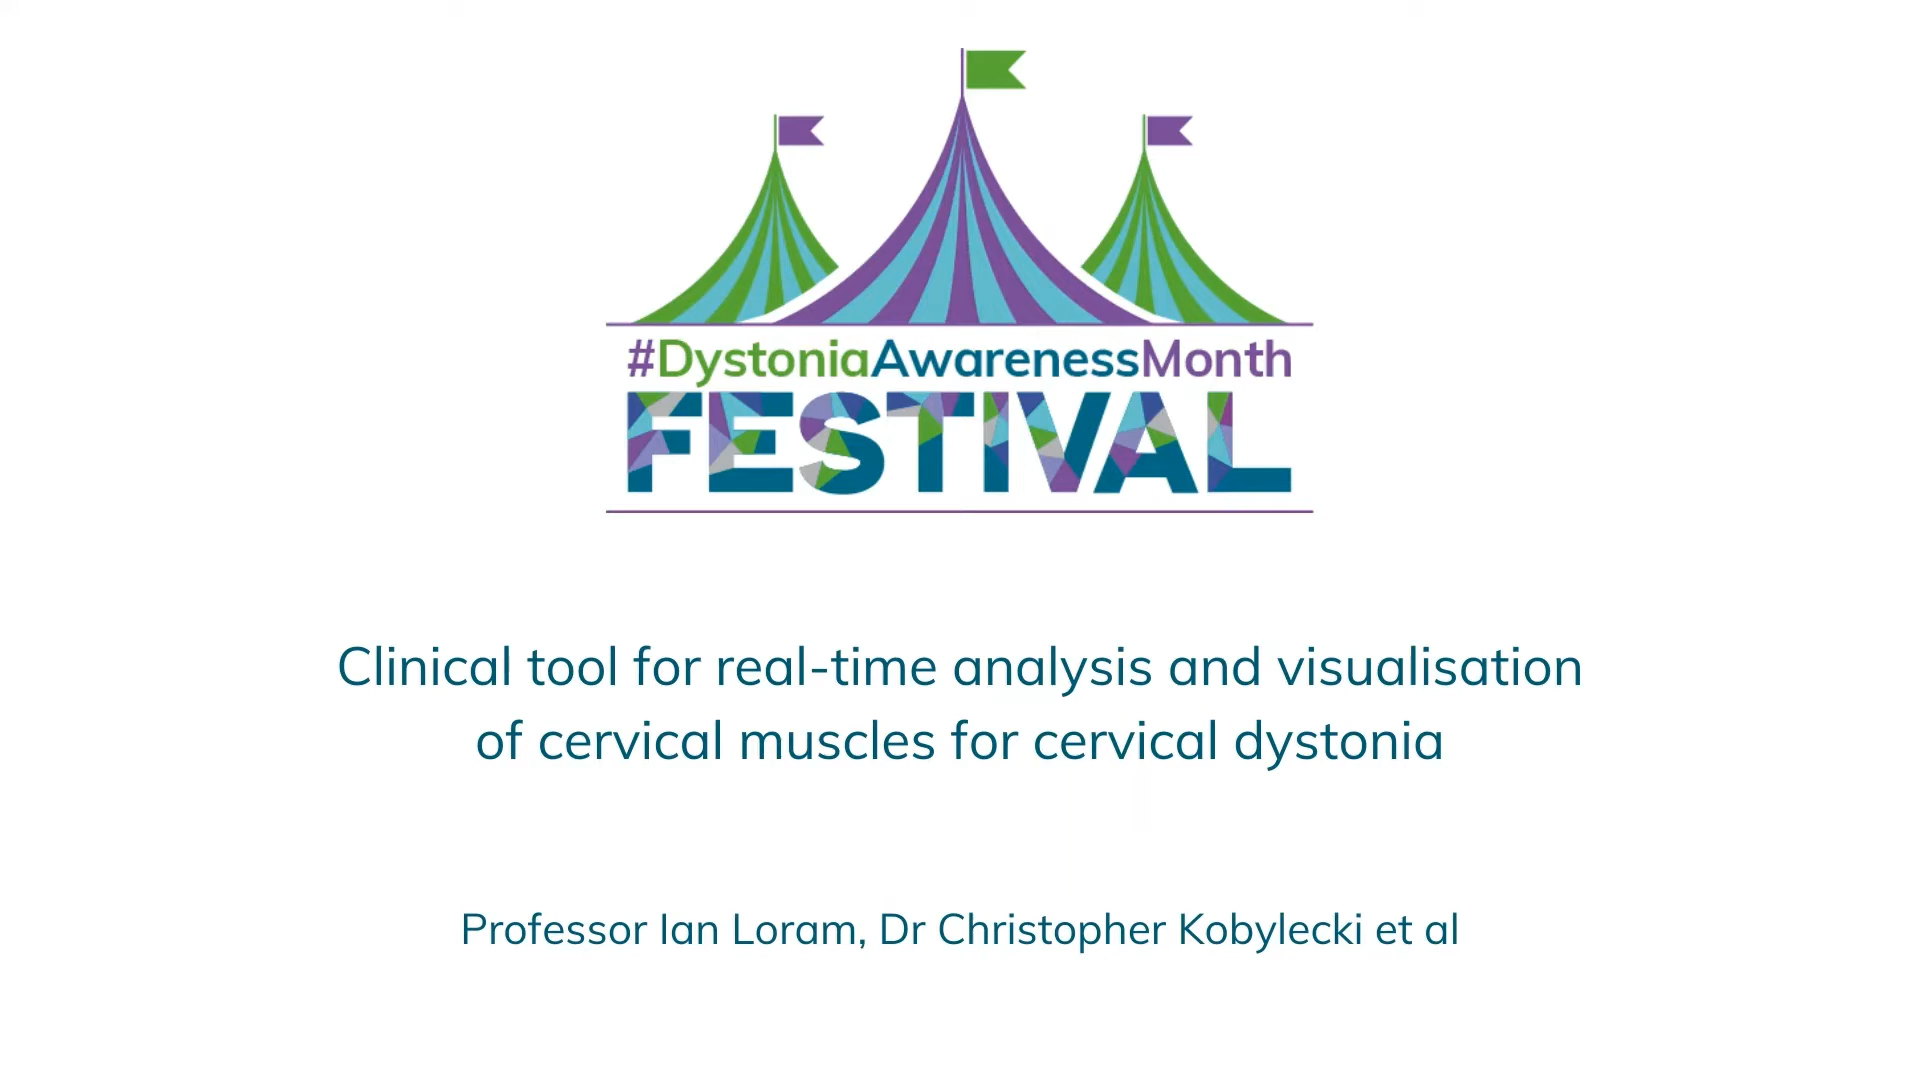 #DystoniaAwarenessMonth
FESTIVAL
Clinical tool for real-time analysis and visualisation
of cervical muscles for cervical dystonia
Professor Ian Loram, Dr Christopher Kobylecki et al